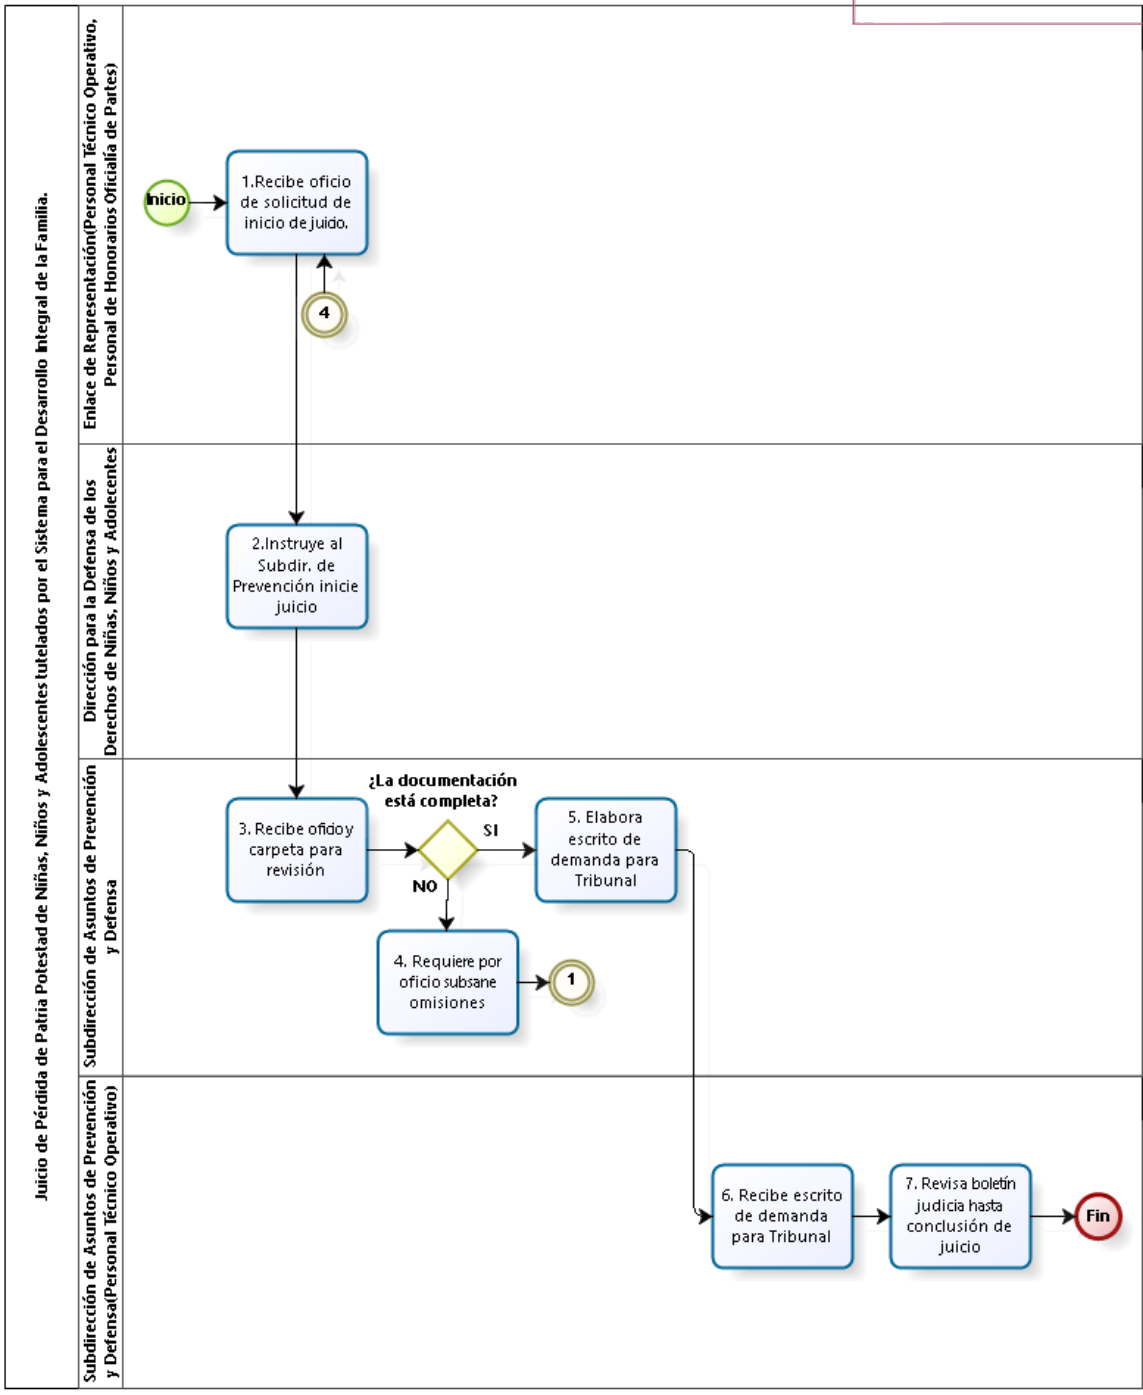 Juicio de Pérdida de Patria Potestad de Niñas, Niños y Adolescentes tutelados por el Sistema para el Desarrollo Integral de la Familia.
Enlace de Representación(Personal Técnico Operativo,
Personal de Honorarios Oficialía de Partes)
Inicio
1.Recibe oficio
de solicitud de
inicio de juicio.
4
Dirección para la Defensa de los
Derechos de Niñas, Niños y Adolecentes
2.Instruye al
Subdir. de
Prevención inicie
juicio
Subdirección de Asuntos de Prevención
y Defensa
3. Recibe oficio y
carpeta para
revisión
¿La documentación
está completa?
SI
NO
5. Elabora
escrito de
demanda para
Tribunal
4. Requiere por
oficio subsane
omisiones
1
Subdirección de Asuntos de Prevención
y Defensa(Personal Técnico Operativo)
6. Recibe escrito
de demanda
para Tribunal
7. Revisa boletín
judicia hasta
conclusión de
juicio
Fin